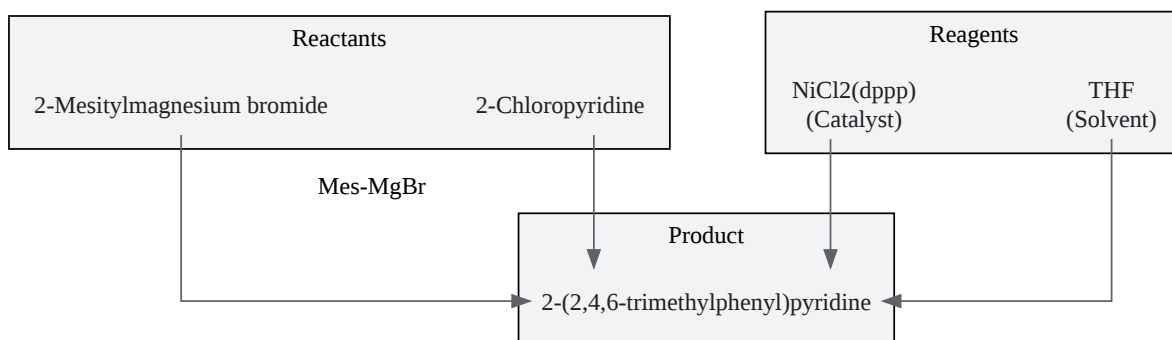 Reactants
2-Mesitylmagnesium bromide
2-Chloropyridine
Mes-MgBr
Reagents
NiCl2(dppp)
(Catalyst)
THF
(Solvent)
Product
2-(2,4,6-trimethylphenyl)pyridine